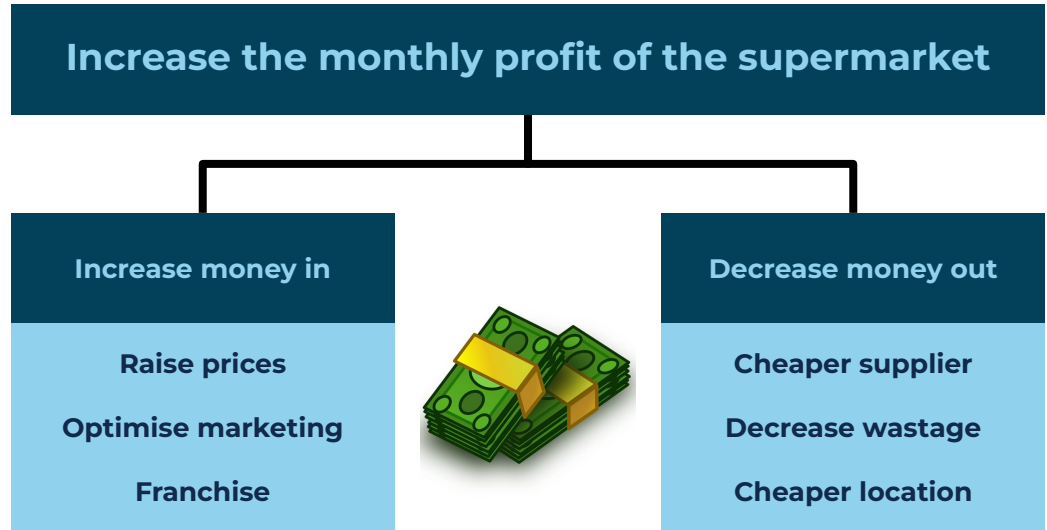 Increase the monthly profit of the supermarket
Increase money in
Raise prices
Optimise marketing
Franchise
Decrease money out
Cheaper supplier
Decrease wastage
Cheaper location